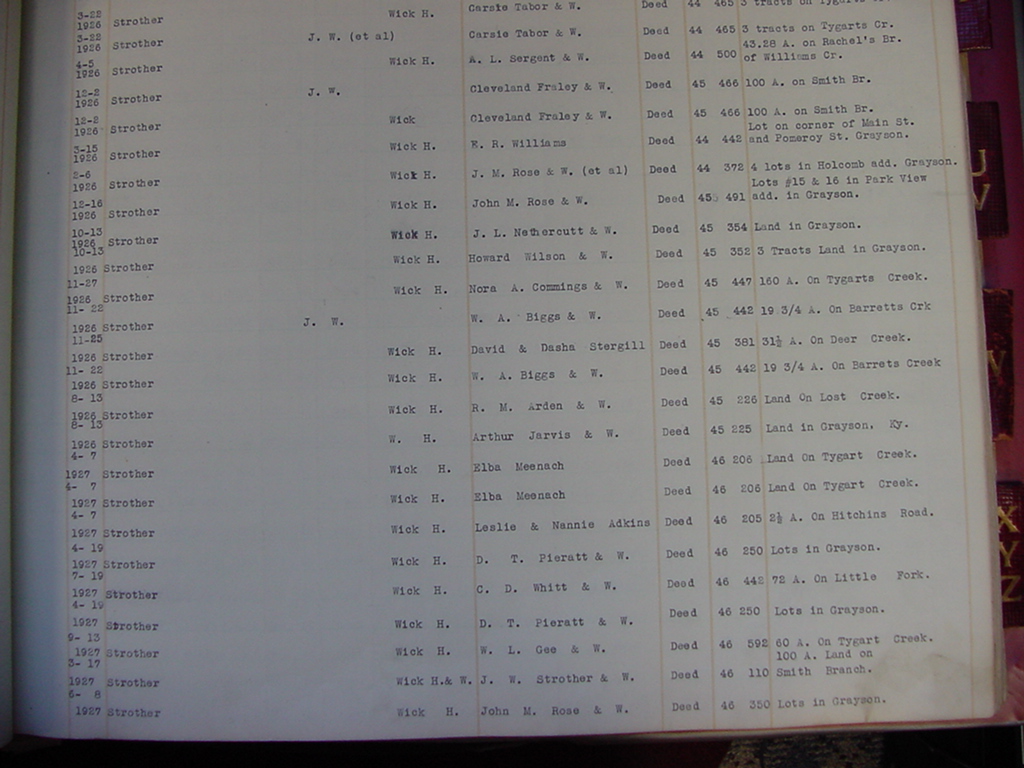 3-22
1926 Strother Wick H. Carsie Tabor & W. Deed 44 465 3 tracts on Tygarts Cr.
3-22
1926 Strother J. W. (et al) Carsie Tabor & W. Deed 44 465 3 tracts on Tygarts Cr.
43.28 A. on Rachel's Br.
4-5
1926 Strother Wick H. A. L. Sergent & W. Deed 44 500 of Williams Cr.
12-2
1926 Strother J. W. Cleveland Fraley & W. Deed 45 466 100 A. on Smith Br.
12-2
1926 Strother Wick Cleveland Fraley & W. Deed 45 466 100 A. on Smith Br.
Lot on corner of Main St.
3-15
1926 Strother Wick H. E. R. Williams Deed 44 442 and Pomeroy St. Grayson.
2-6
1926 Strother Wick H. J. M. Rose & W. (et al) Deed 44 372 4 lots in Holcomb add. Grayson.
Lots #15 & 16 in Park View
12-16
1926 Strother Wick H. John M. Rose & W. Deed 45 491 add. in Grayson.
10-13
1926 Strother Wick H. J. L. Nethercutt & W. Deed 45 354 Land in Grayson.
10-13
1926 Strother Wick H. Howard Wilson & W. Deed 45 352 3 Tracts Land in Grayson.
11-27
1926 Strother Wick H. Nora A. Commings & W. Deed 45 447 160 A. On Tygarts Creek.
11- 22
1926 Strother J. W. W. A. Biggs & W. Deed 45 442 19 3/4 A. On Barretts Crk
11-25
1926 Strother Wick H. David & Dasha Stergill Deed 45 381 31½ A. On Deer Creek.
11- 22
1926 Strother Wick H. W. A. Biggs & W. Deed 45 442 19 3/4 A. On Barrets Creek
8- 13
1926 Strother Wick H. R. M. Arden & W. Deed 45 226 Land On Lost Creek.
8- 13
1926 Strother W. H. Arthur Jarvis & W. Deed 45 225 Land in Grayson, Ky.
4- 7
1927 Strother Wick H. Elba Meenach Deed 46 206 Land On Tygart Creek.
4- 7
1927 Strother Wick H. Elba Meenach Deed 46 206 Land On Tygart Creek.
4- 7
1927 Strother Wick H. Leslie & Nannie Adkins Deed 46 205 2½ A. On Hitchins Road.
4- 19
1927 Strother Wick H. D. T. Pieratt & W. Deed 46 250 Lots in Grayson.
7- 19
1927 Strother Wick H. C. D. Whitt & W. Deed 46 442 72 A. On Little Fork.
4- 19
1927 Strother Wick H. D. T. Pieratt & W. Deed 46 250 Lots in Grayson.
9- 13
1927 Strother Wick H. W. L. Gee & W. Deed 46 592 60 A. On Tygart Creek.
100 A. Land on
3- 17
1927 Strother Wick H.& W. J. W. Strother & W. Deed 46 110 Smith Branch.
6- 8
1927 Strother Wick H. John M. Rose & W. Deed 46 350 Lots in Grayson.
U
V
W
X
Y
Z